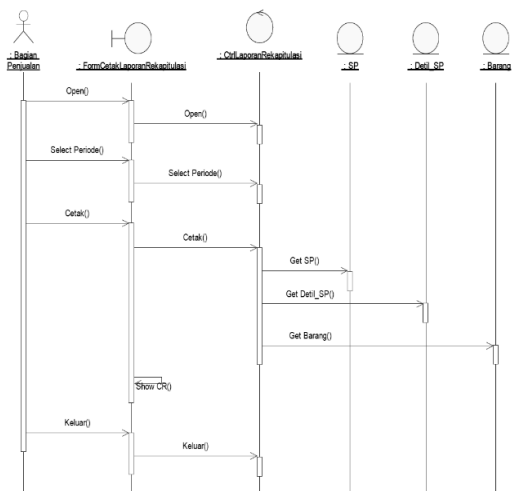 : Bagian
Penjualan
: FormCetakLaporanRekapitulasi
: CtrlLaporanRekapitulasi
: SP
: Detil_SP
: Barang
Open()
Open()
Select Periode()
Select Periode()
Cetak()
Cetak()
Get SP()
Get Detil_SP()
Get Barang()
Show CR()
Keluar()
Keluar()